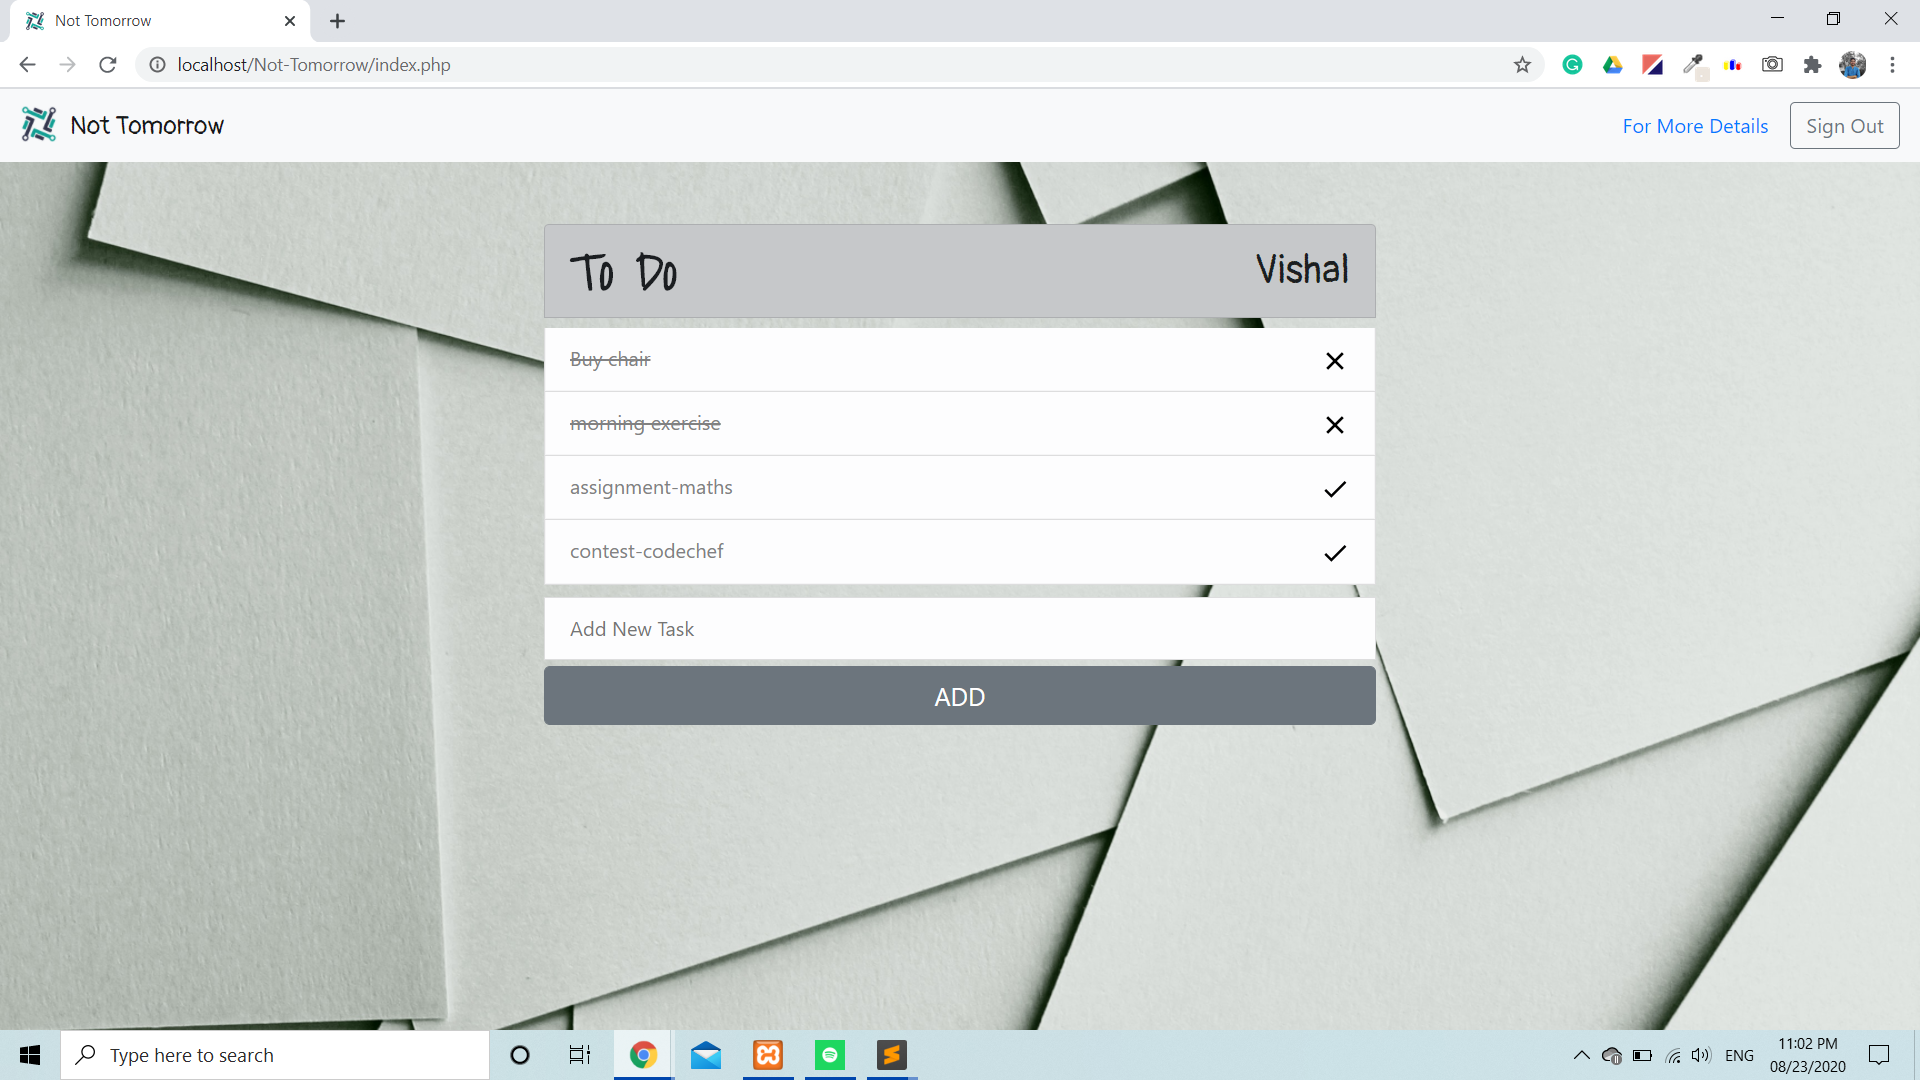 Not Tomorrow
localhost/Not-Tomorrow/index.php
Not Tomorrow
For More Details
Sign Out
To Do
Vishal
Buy chair
morning exercise
assignment-maths
contest-codechef
Add New Task
ADD
Type here to search
ENG
11:02 PM
08/23/2020